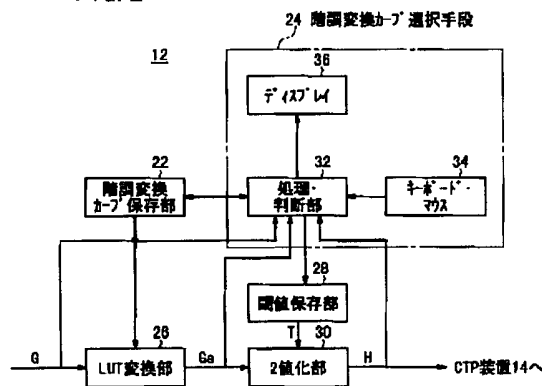 24 階調変換ｶｰﾌﾞ選択手段
12
36
ﾃﾞｨｽﾌﾟﾚｲ
22
階調変換
ｶｰﾌﾞ保存部
32
処理・
判断部
34
ｷｰﾎﾞｰﾄﾞ・
ﾏｳｽ
28
閾値保存部
T
26
30
G
LUT変換部
Ga
2値化部
H
CTP装置14へ